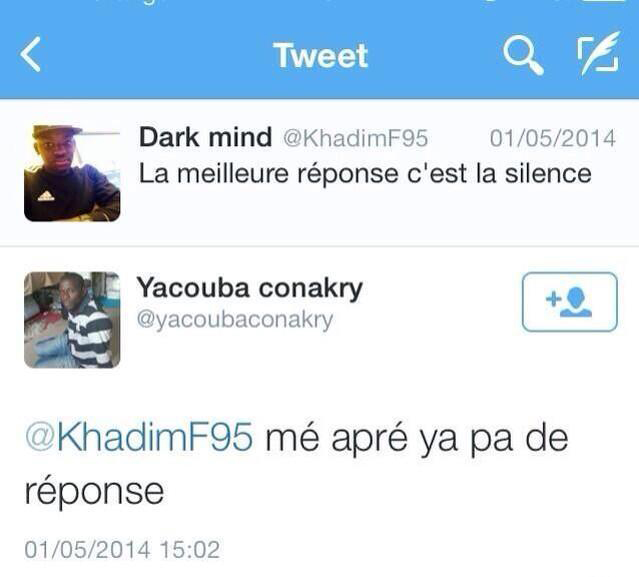 Tweet
Dark mind @KhadimF95 01/05/2014
La meilleure réponse c'est la silence
Yacouba conakry
@yacoubaconakry
@KhadimF95 mé apré ya pa de
réponse
01/05/2014 15:02